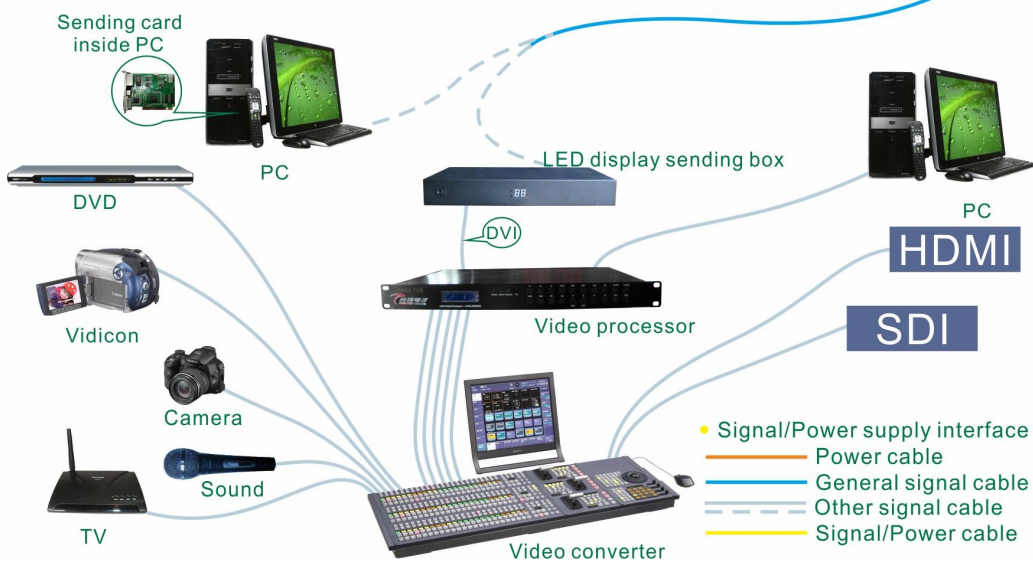 Sending card
inside PC
PC
LED display sending box
88
DVD
DVI
PC
HDMI
Vidicon
Video processor
SDI
Camera
Sound
TV
Video converter
Signal/Power supply interface
Power cable
General signal cable
Other signal cable
Signal/Power cable